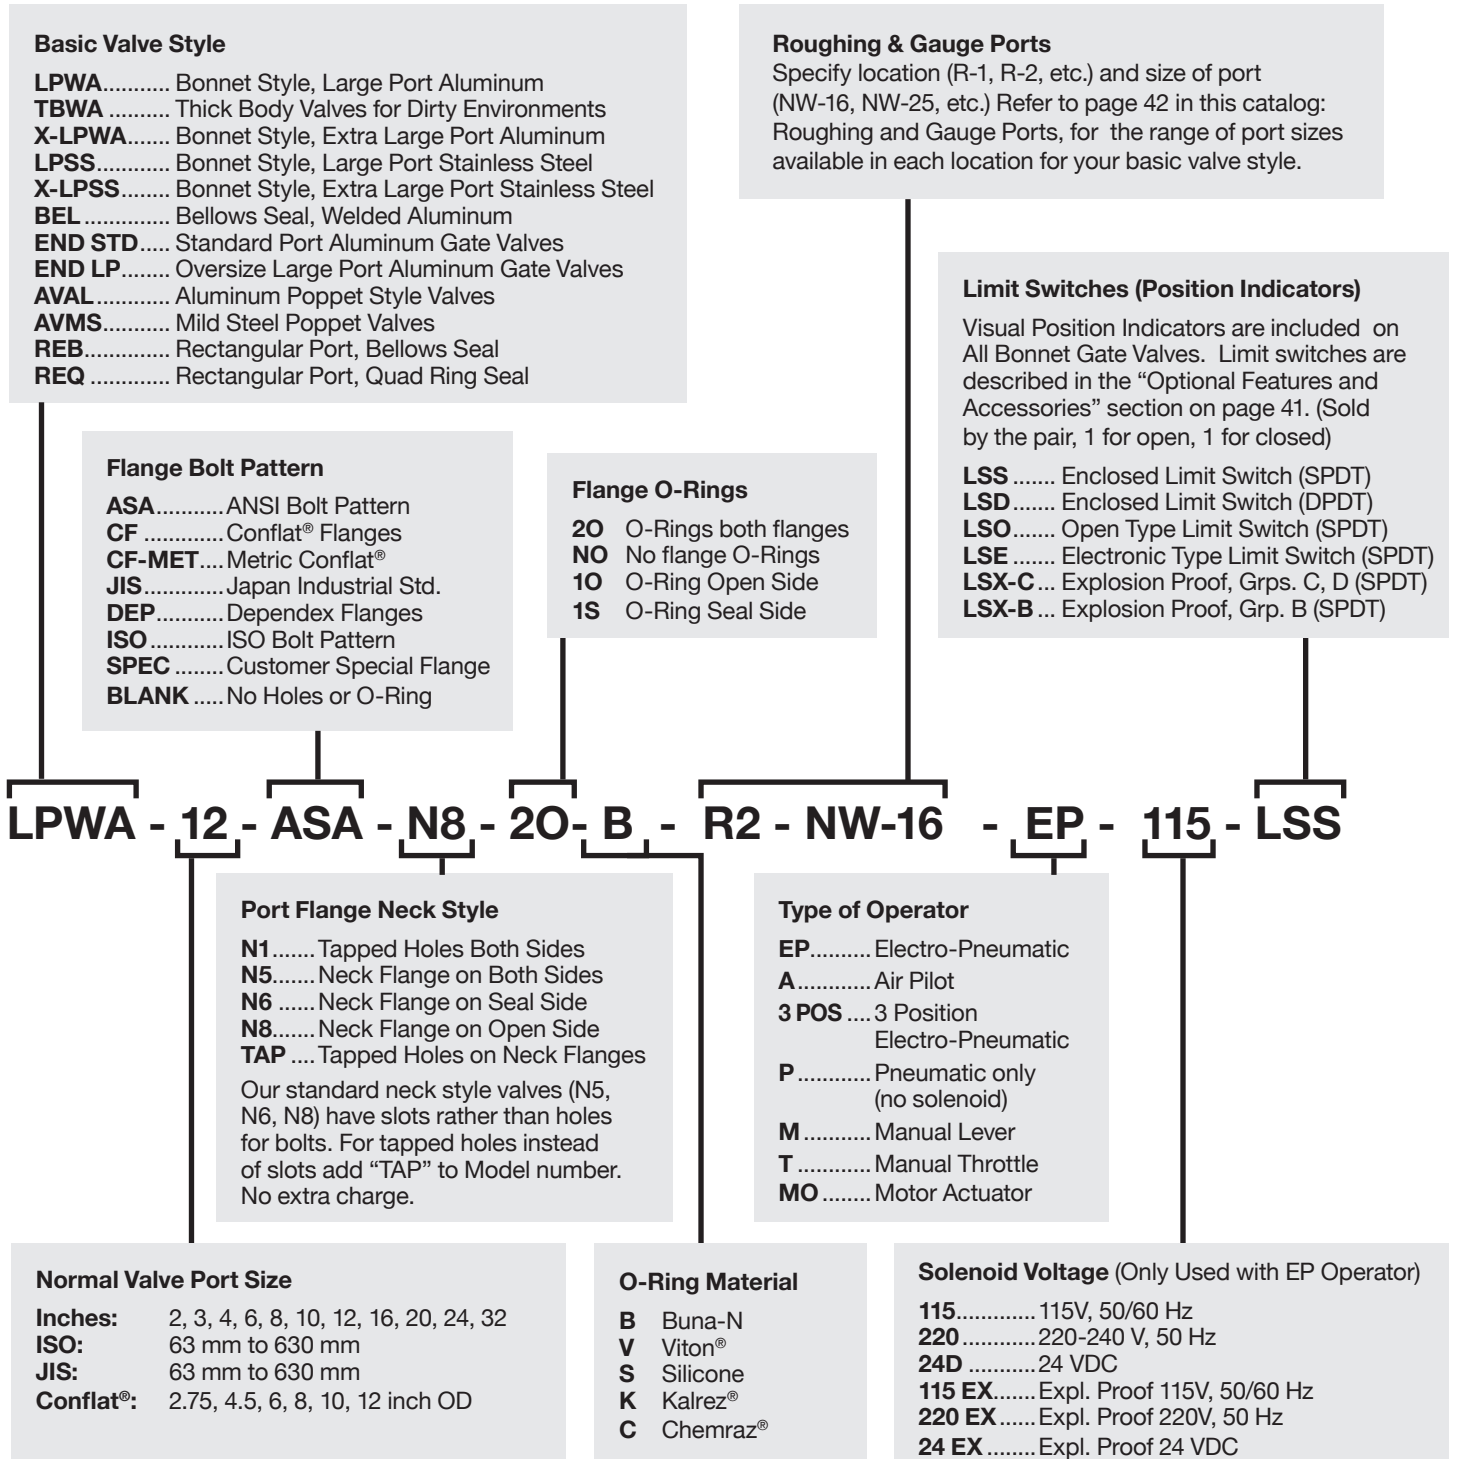 Basic Valve Style
LPWA........... Bonnet Style, Large Port Aluminum
TBWA .......... Thick Body Valves for Dirty Environments
X-LPWA....... Bonnet Style, Extra Large Port Aluminum
LPSS............ Bonnet Style, Large Port Stainless Steel
X-LPSS........ Bonnet Style, Extra Large Port Stainless Steel
BEL .............. Bellows Seal, Welded Aluminum
END STD..... Standard Port Aluminum Gate Valves
END LP........ Oversize Large Port Aluminum Gate Valves
AVAL............ Aluminum Poppet Style Valves
AVMS........... Mild Steel Poppet Valves
REB.............. Rectangular Port, Bellows Seal
REQ ............. Rectangular Port, Quad Ring Seal
Roughing & Gauge Ports
Specify location (R-1, R-2, etc.) and size of port
(NW-16, NW-25, etc.) Refer to page 42 in this catalog:
Roughing and Gauge Ports, for the range of port sizes
available in each location for your basic valve style.
Limit Switches (Position Indicators)
Visual Position Indicators are included on
All Bonnet Gate Valves. Limit switches are
described in the “Optional Features and
Accessories” section on page 41. (Sold
by the pair, 1 for open, 1 for closed)
LSS ....... Enclosed Limit Switch (SPDT)
LSD....... Enclosed Limit Switch (DPDT)
LSO....... Open Type Limit Switch (SPDT)
LSE ....... Electronic Type Limit Switch (SPDT)
LSX-C ... Explosion Proof, Grps. C, D (SPDT)
LSX-B ... Explosion Proof, Grp. B (SPDT)
Flange Bolt Pattern
ASA...........ANSI Bolt Pattern
CF ............Conflat® Flanges
CF-MET....Metric Conflat®
JIS.............Japan Industrial Std.
DEP...........Dependex Flanges
ISO ............ISO Bolt Pattern
SPEC ........Customer Special Flange
BLANK .....No Holes or O-Ring
Flange O-Rings
2O O-Rings both flanges
NO No flange O-Rings
1O O-Ring Open Side
1S O-Ring Seal Side
LPWA - 12 - ASA - N8 - 2O- B - R2 - NW-16 - EP - 115 - LSS
Port Flange Neck Style
N1.......Tapped Holes Both Sides
N5.......Neck Flange on Both Sides
N6 ......Neck Flange on Seal Side
N8.......Neck Flange on Open Side
TAP ....Tapped Holes on Neck Flanges
Our standard neck style valves (N5,
N6, N8) have slots rather than holes
for bolts. For tapped holes instead
of slots add “TAP” to Model number.
No extra charge.
Type of Operator
EP..........Electro-Pneumatic
A............Air Pilot
3 POS ....3 Position
Electro-Pneumatic
P............Pneumatic only
(no solenoid)
M ...........Manual Lever
T ............Manual Throttle
MO ........Motor Actuator
Normal Valve Port Size
Inches: 2, 3, 4, 6, 8, 10, 12, 16, 20, 24, 32
ISO: 63 mm to 630 mm
JIS: 63 mm to 630 mm
Conflat®: 2.75, 4.5, 6, 8, 10, 12 inch OD
O-Ring Material
B Buna-N
V Viton®
S Silicone
K Kalrez®
C Chemraz®
Solenoid Voltage (Only Used with EP Operator)
115.............115V, 50/60 Hz
220 ............220-240 V, 50 Hz
24D ...........24 VDC
115 EX.......Expl. Proof 115V, 50/60 Hz
220 EX ......Expl. Proof 220V, 50 Hz
24 EX ........Expl. Proof 24 VDC